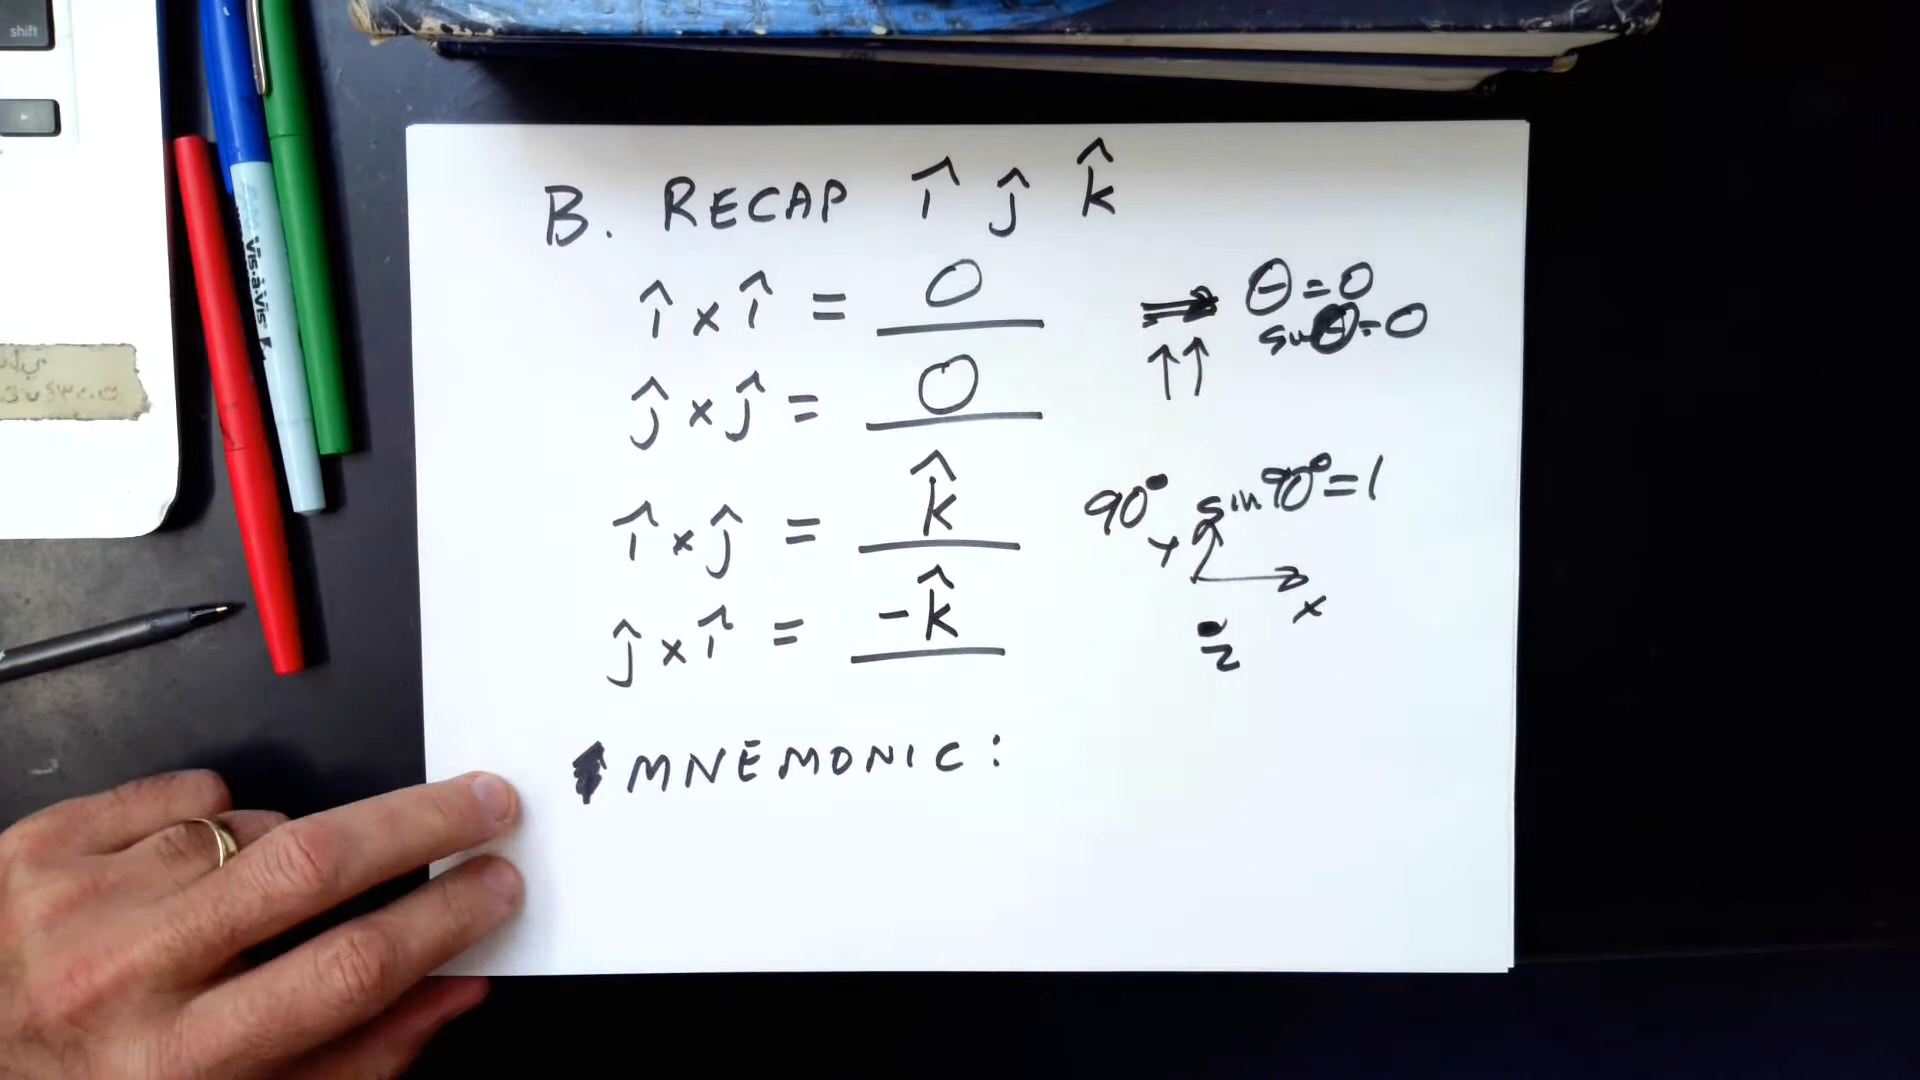 shift
Vis-à-Vis
B. RECAP î ĵ k̂
î × î = 0
θ = 0
sin θ = 0
ĵ × ĵ = 0
î × ĵ = k̂
90° sin 90° = 1
Y
X
ĵ × î = -k̂
Z
MNEMONIC: